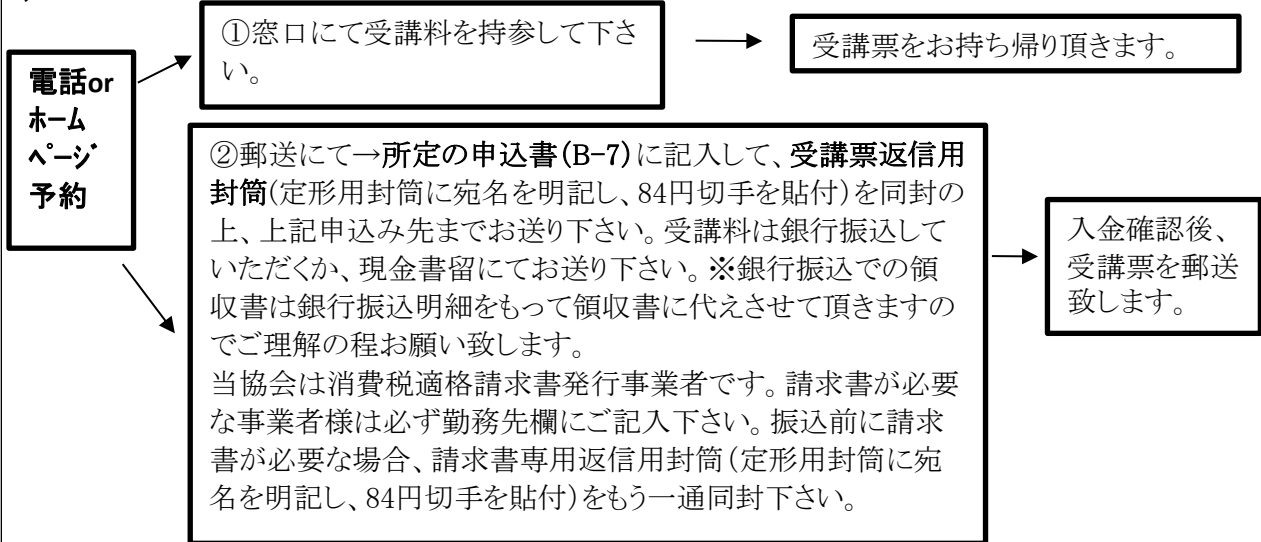 電話or
ホーム
ページ
予約
①窓口にて受講料を持参して下さ
い。
受講票をお持ち帰り頂きます。
②郵送にて→所定の申込書(B-7)に記入して、受講票返信用
封筒(定形用封筒に宛名を明記し、84円切手を貼付)を同封の
上、上記申込み先までお送り下さい。受講料は銀行振込して
いただくか、現金書留にてお送り下さい。※銀行振込での領
収書は銀行振込明細をもって領収書に代えさせて頂きますの
でご理解の程お願い致します。
当協会は消費税適格請求書発行事業者です。請求書が必要
な事業者様は必ず勤務先欄にご記入下さい。振込前に請求
書が必要な場合、請求書専用返信用封筒(定形用封筒に宛
名を明記し、84円切手を貼付)をもう一通同封下さい。
入金確認後、
受講票を郵送
致します。